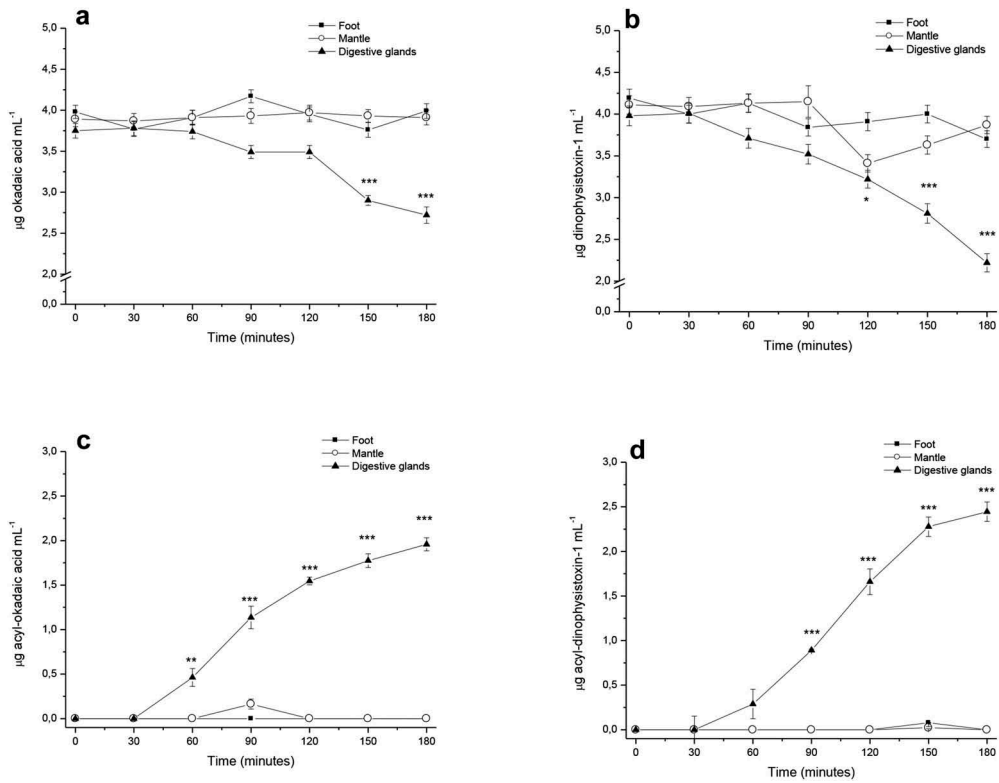 a
Foot
Mantle
Digestive glands
µg okadaic acid mL-1
5,0
4,5
4,0
3,5
3,0
2,5
2,0
0,0
***
***
0 30 60 90 120 150 180
Time (minutes)
b
Foot
Mantle
Digestive glands
µg dinophysistoxin-1 mL-1
5,0
4,5
4,0
3,5
3,0
2,5
2,0
0,0
*
***
***
0 30 60 90 120 150 180
Time (minutes)
c
Foot
Mantle
Digestive glands
µg acyl-okadaic acid mL-1
3,0
2,5
2,0
1,5
1,0
0,5
0,0
**
***
***
***
***
0 30 60 90 120 150 180
Time (minutes)
d
Foot
Mantle
Digestive glands
µg acyl-dinophysistoxin-1 mL-1
3,0
2,5
2,0
1,5
1,0
0,5
0,0
***
***
***
***
0 30 60 90 120 150 180
Time (minutes)